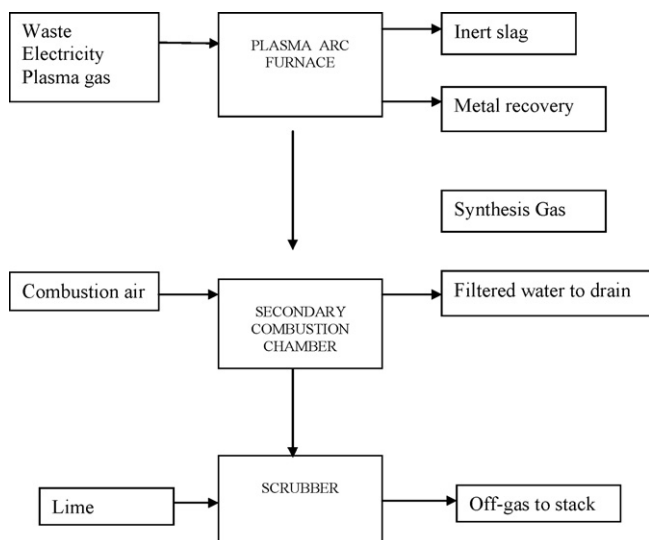 Waste
Electricity
Plasma gas
PLASMA ARC
FURNACE
Inert slag
Metal recovery
Synthesis Gas
Combustion air
SECONDARY
COMBUSTION
CHAMBER
Filtered water to drain
Lime
SCRUBBER
Off-gas to stack